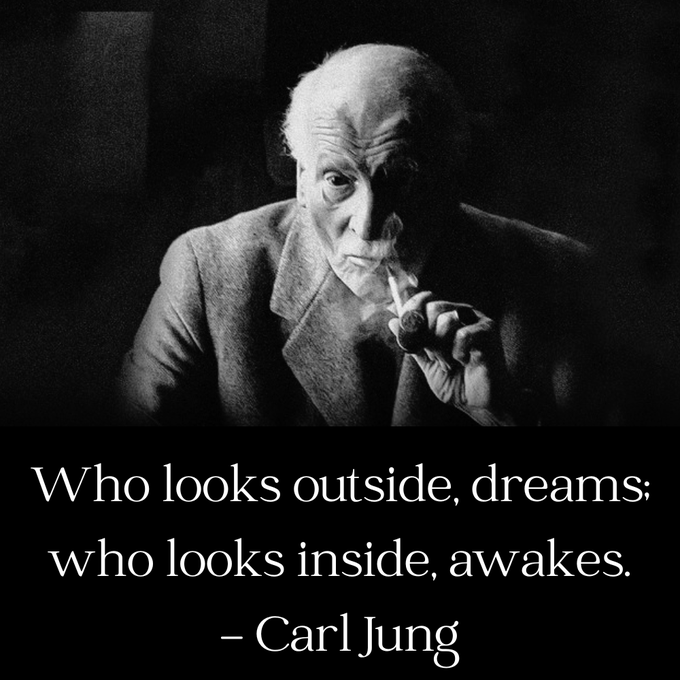 Who looks outside, dreams;
who looks inside, awakes.
– Carl Jung